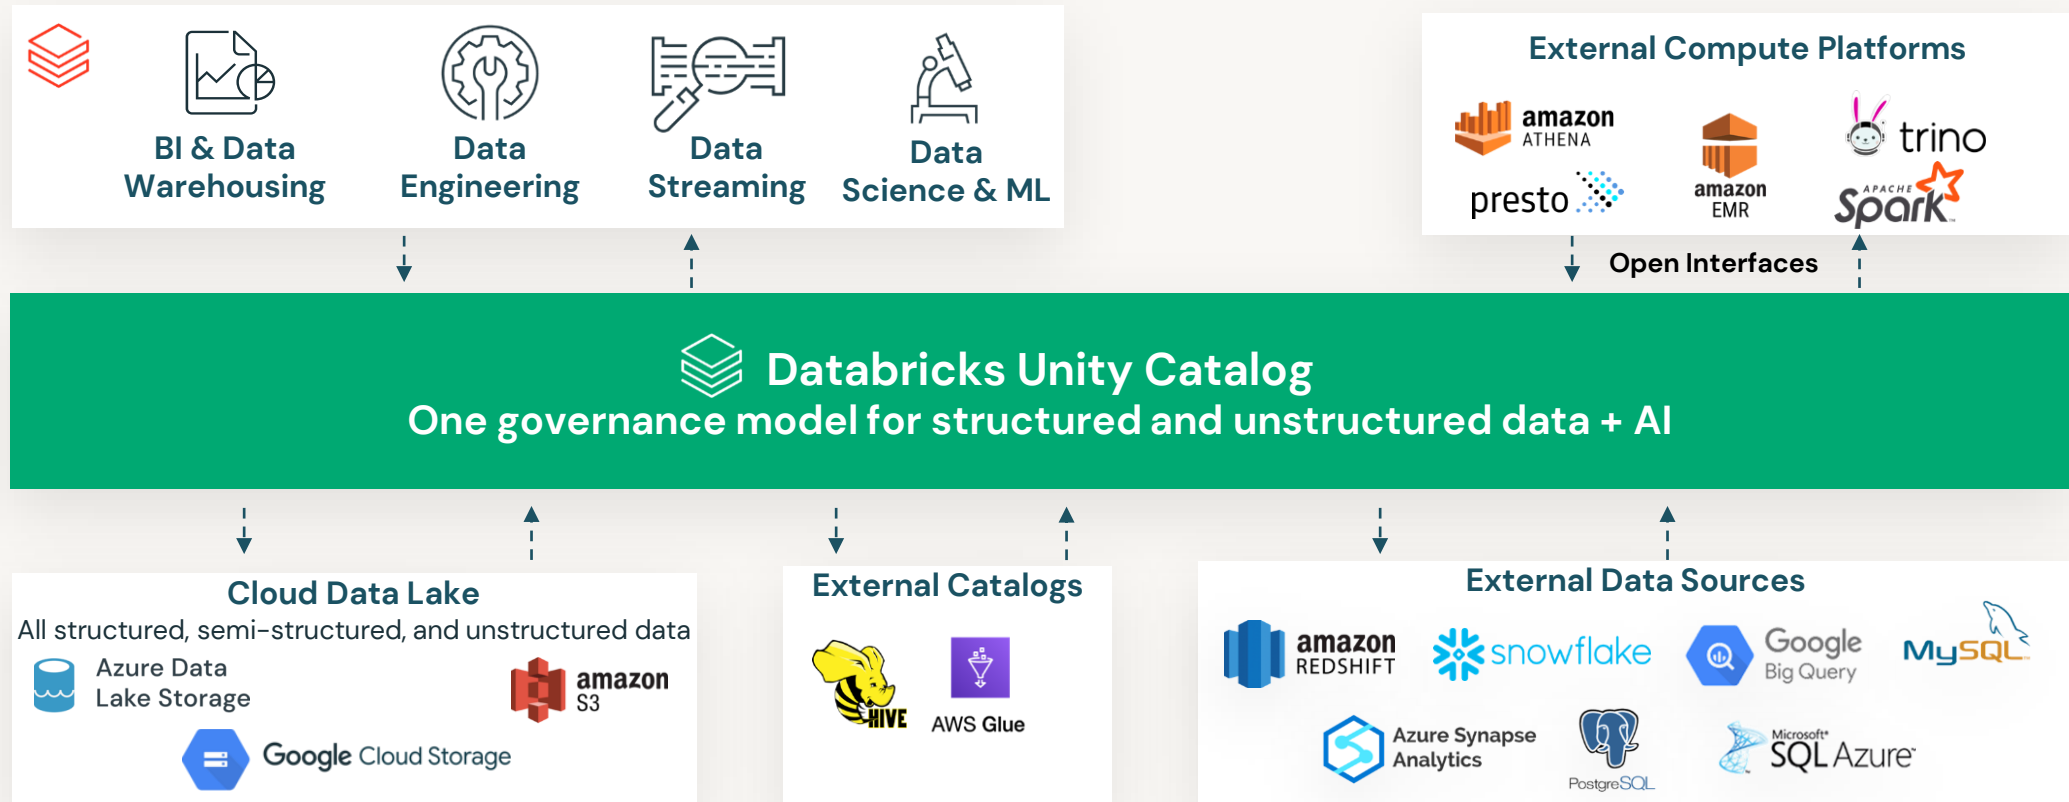 BI & Data
Warehousing
Data
Engineering
Data
Streaming
Data
Science & ML
External Compute Platforms
amazon
ATHENA
presto
amazon
EMR
trino
APACHE
Spark
Open Interfaces
Databricks Unity Catalog
One governance model for structured and unstructured data + AI
Cloud Data Lake
All structured, semi-structured, and unstructured data
Azure Data
Lake Storage
amazon
S3
Google Cloud Storage
External Catalogs
HIVE
AWS Glue
External Data Sources
amazon
REDSHIFT
snowflake
Google
Big Query
MySQL
Azure Synapse
Analytics
PostgreSQL
Microsoft®
SQL Azure™